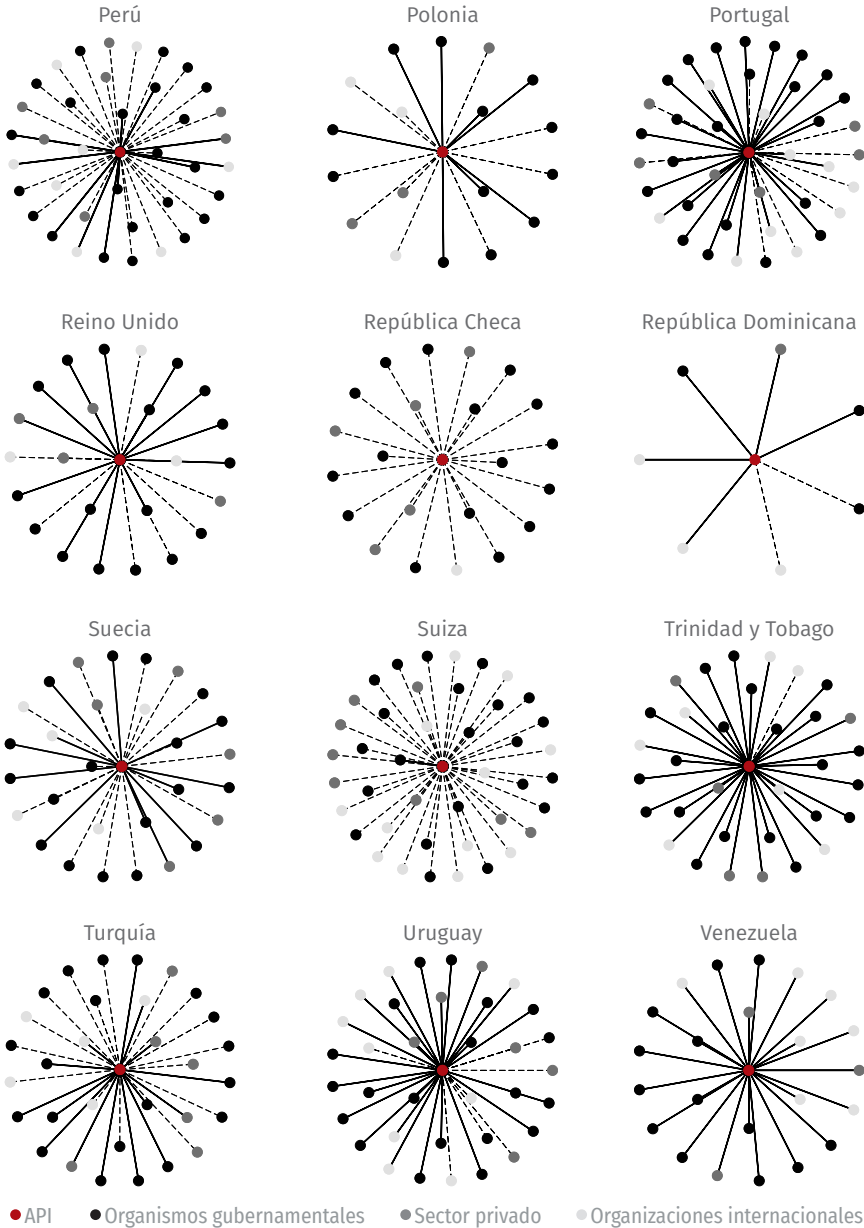 Perú
Polonia
Portugal
Reino Unido
República Checa
República Dominicana
Suecia
Suiza
Trinidad y Tobago
Turquía
Uruguay
Venezuela
API
Organismos gubernamentales
Sector privado
Organizaciones internacionales